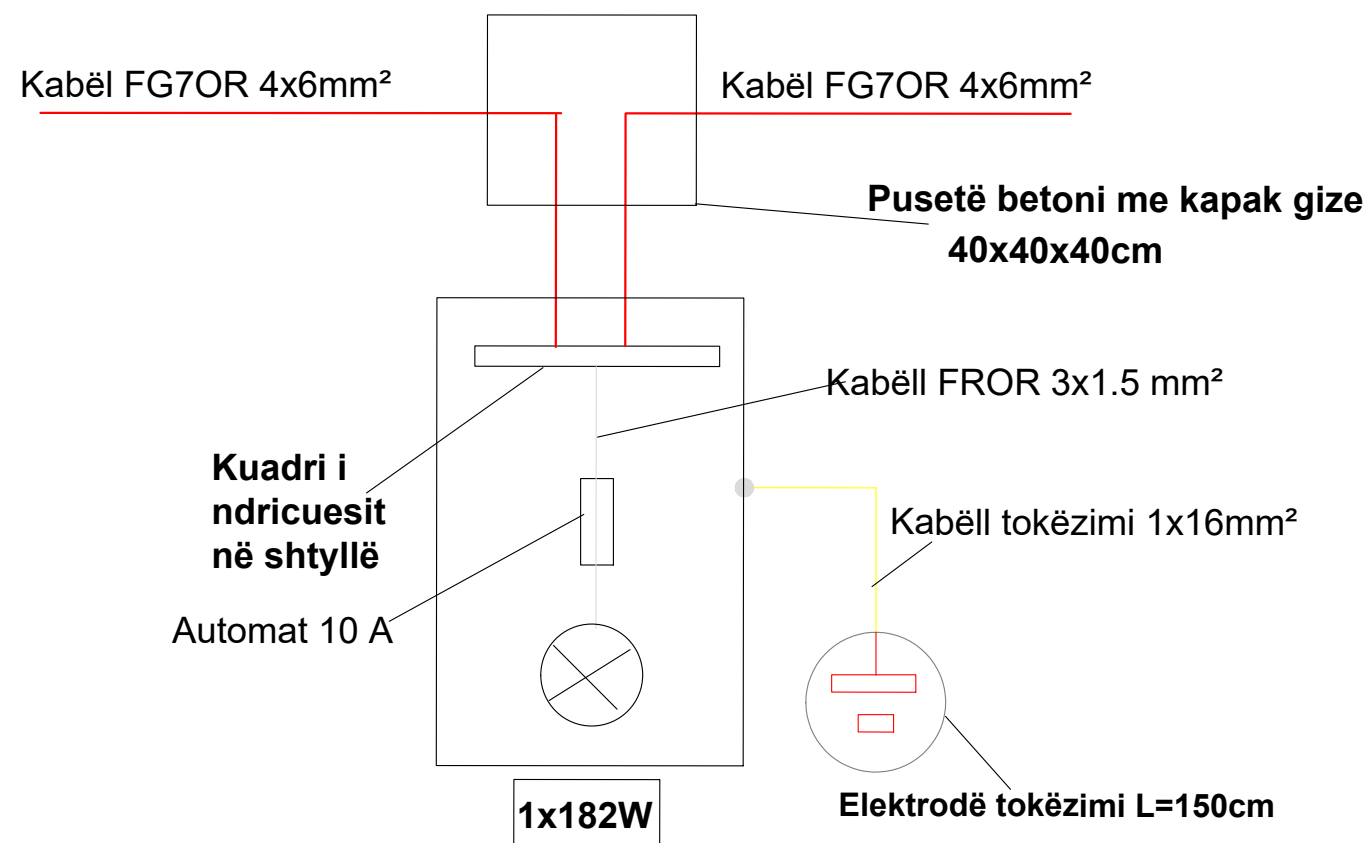 Kabël FG7OR 4x6mm²
Kabël FG7OR 4x6mm²
Pusetë betoni me kapak gize
40x40x40cm
Kabëll FROR 3x1.5 mm²
Kuadri i
ndricuesit
në shtyllë
Kabëll tokëzimi 1x16mm²
Automat 10 A
Elektrodë tokëzimi L=150cm
1x182W